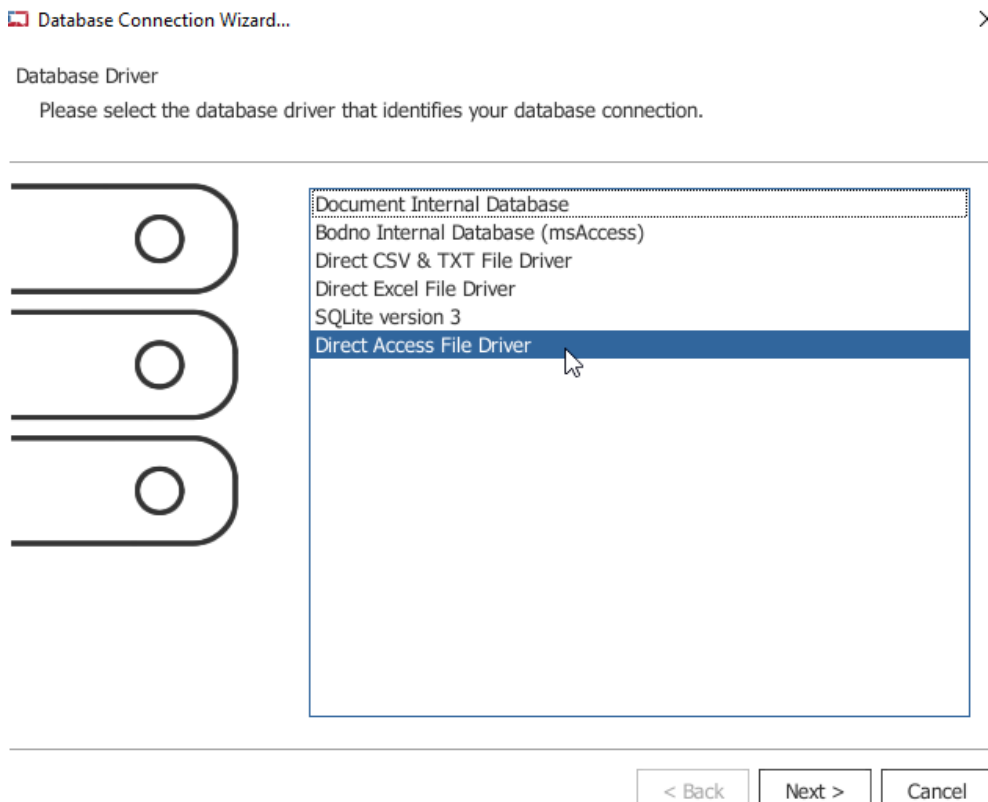 Database Connection Wizard...
Database Driver
Please select the database driver that identifies your database connection.
Document Internal Database
Bodno Internal Database (msAccess)
Direct CSV & TXT File Driver
Direct Excel File Driver
SQLite version 3
Direct Access File Driver
< Back Next > Cancel